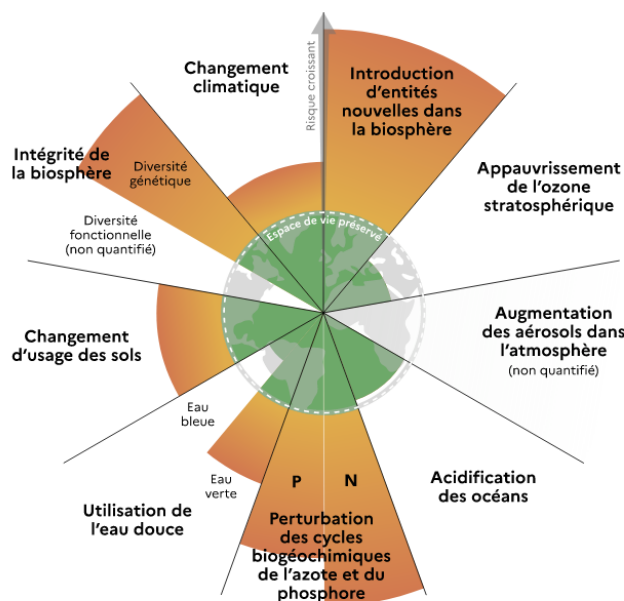 Changement
climatique
Risque croissant
Introduction
d'entités
nouvelles dans
la biosphère
Appauvrissement
de l'ozone
stratosphérique
Augmentation
des aérosols dans
l'atmosphère
(non quantifié)
Acidification
des océans
P N
Perturbation
des cycles
biogéochimiques
de l'azote et du
phosphore
Utilisation de
l'eau douce
Eau
verte
Eau
bleue
Changement
d'usage des sols
Intégrité de
la biosphère
Diversité
génétique
Diversité
fonctionnelle
(non quantifié)
Espace de vie préservé